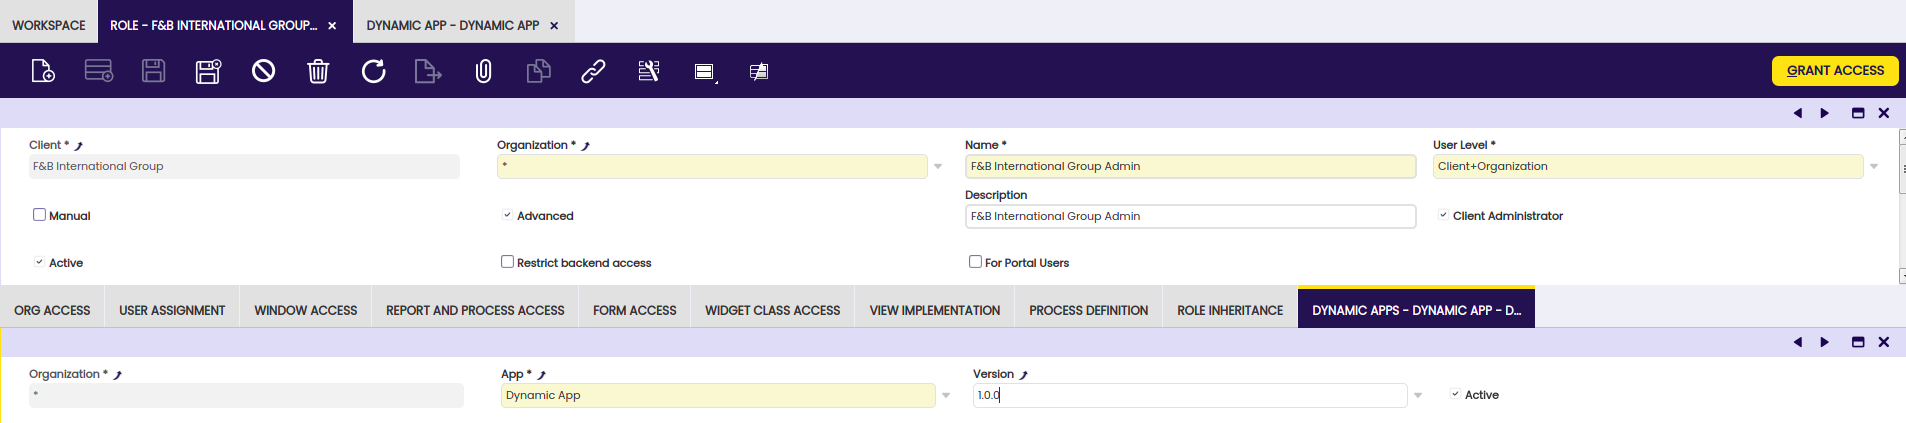 WORKSPACE ROLE - F&B INTERNATIONAL GROUP... × DYNAMIC APP - DYNAMIC APP ×
GRANT ACCESS
Client * Organization * Name * User Level *
F&B International Group * F&B International Group Admin Client+Organization
Description
Manual Advanced F&B International Group Admin Client Administrator
Active Restrict backend access For Portal Users
ORG ACCESS USER ASSIGNMENT WINDOW ACCESS REPORT AND PROCESS ACCESS FORM ACCESS WIDGET CLASS ACCESS VIEW IMPLEMENTATION PROCESS DEFINITION ROLE INHERITANCE DYNAMIC APPS - DYNAMIC APP - D...
Organization * App * Version
* Dynamic App 1.0.0 Active